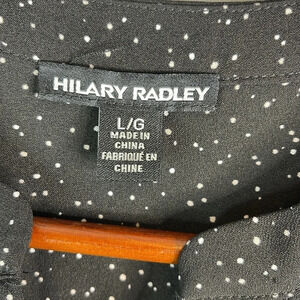 HILARY RADLEY
L/G
MADE IN
CHINA
FABRIQUÉ EN
CHINE